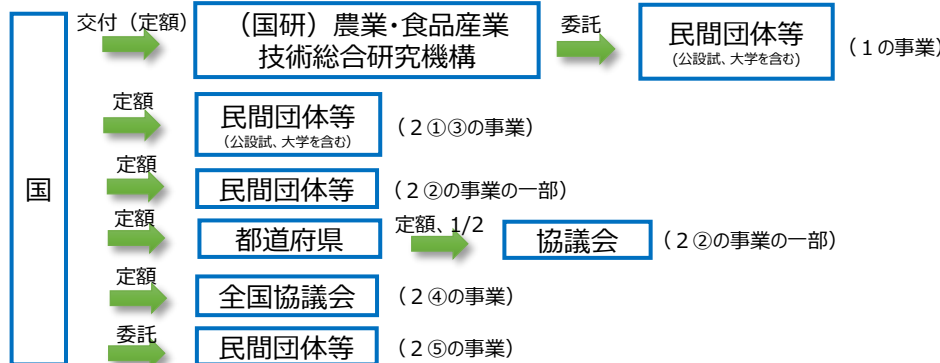 国
交付（定額）
（国研）農業・食品産業
技術総合研究機構
委託
民間団体等
(公設試、大学を含む)
（１の事業）
定額
民間団体等
(公設試、大学を含む)
（２①③の事業）
定額
民間団体等
（２②の事業の一部）
定額
都道府県
定額、1/2
協議会
（２②の事業の一部）
定額
全国協議会
（２④の事業）
委託
民間団体等
（２⑤の事業）